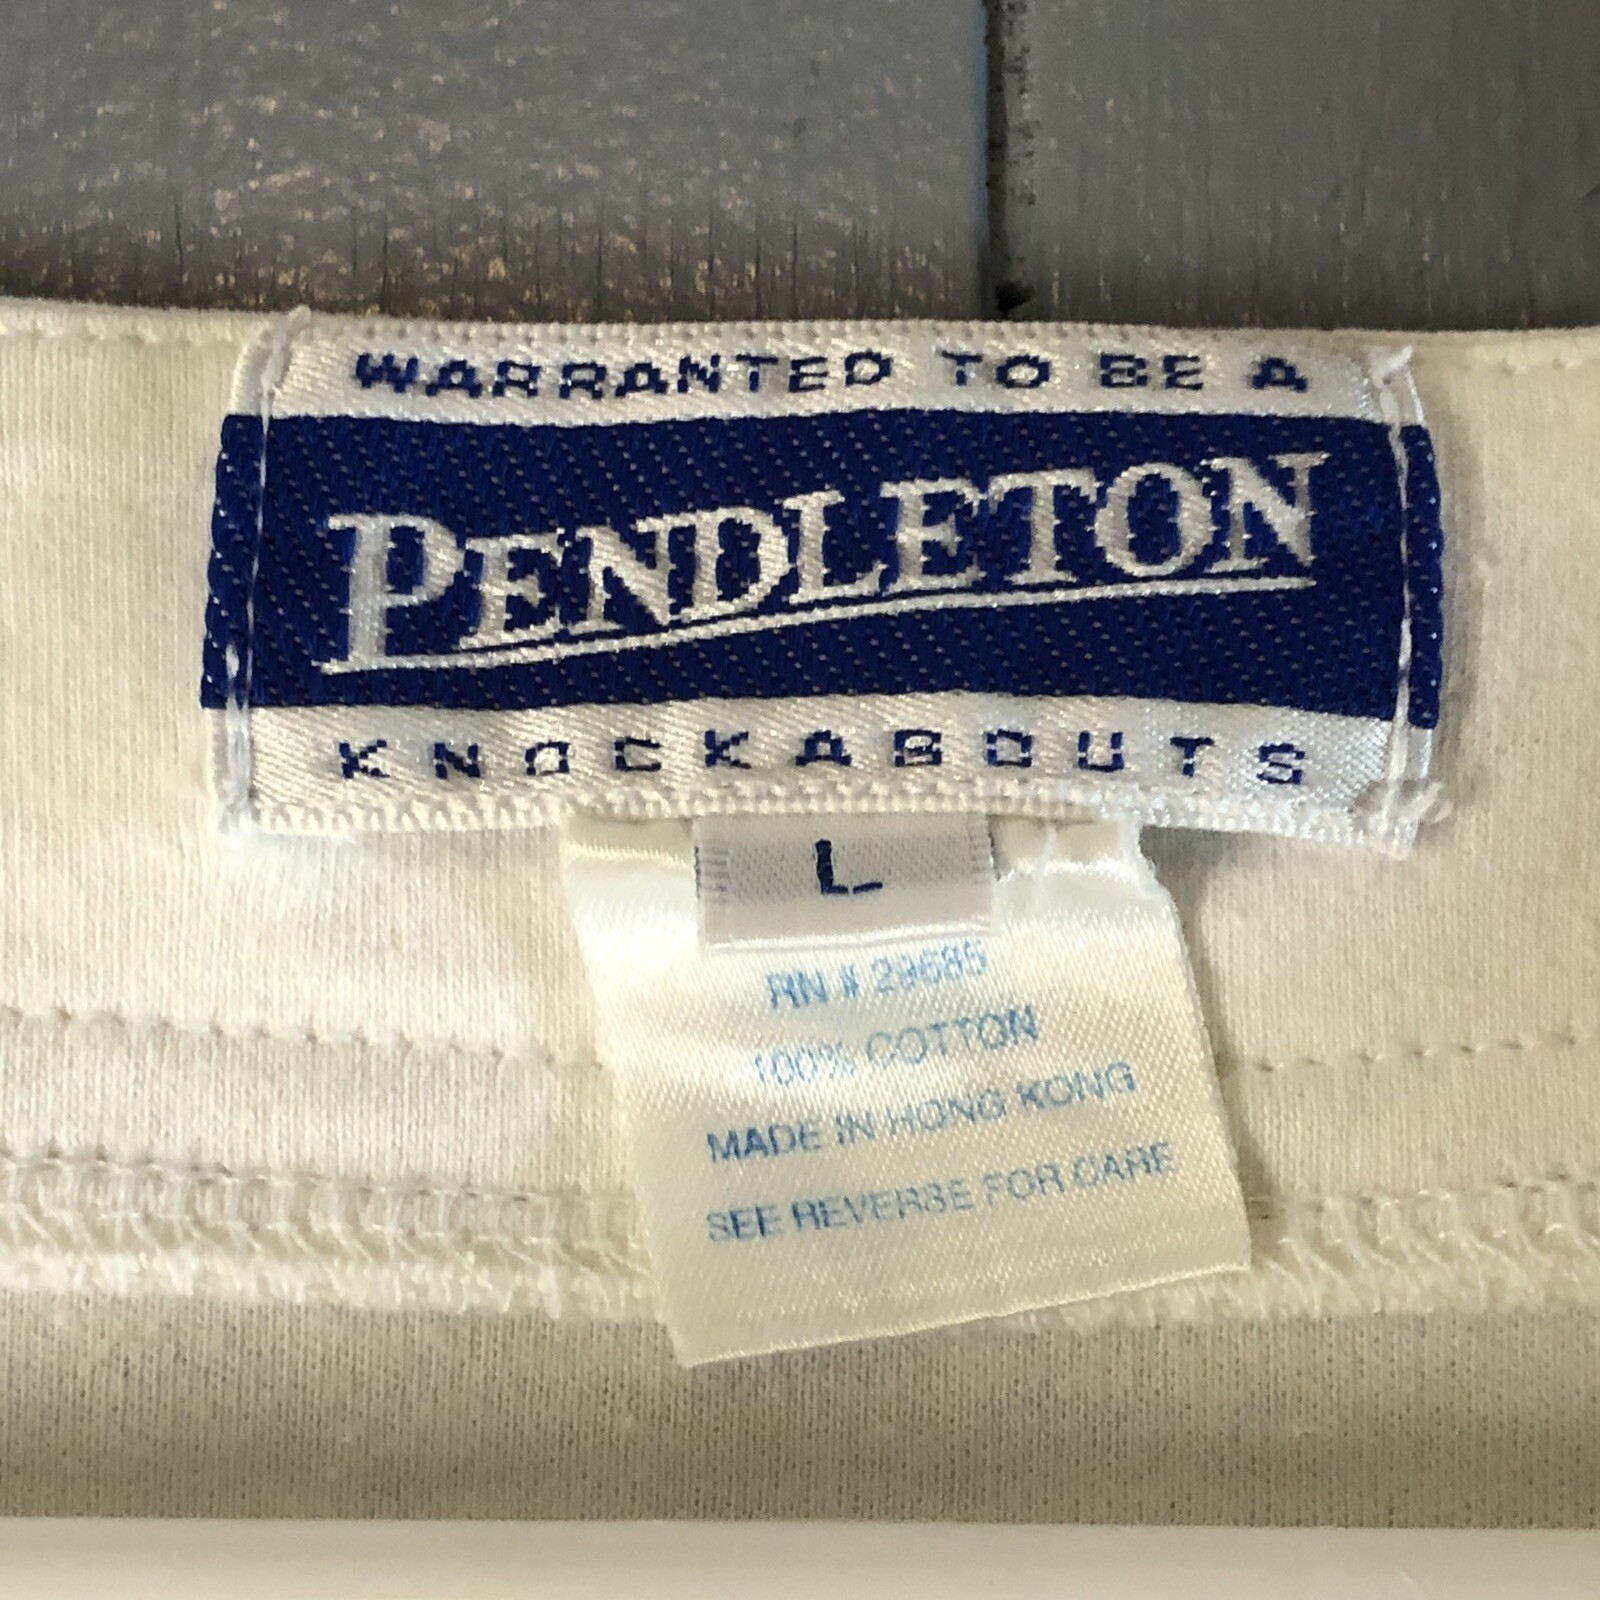 WARRANTED TO BE A
PENDLETON
KNOCKABOUTS
L
RN # 29685
100% COTTON
MADE IN HONG KONG
SEE REVERSE FOR CARE